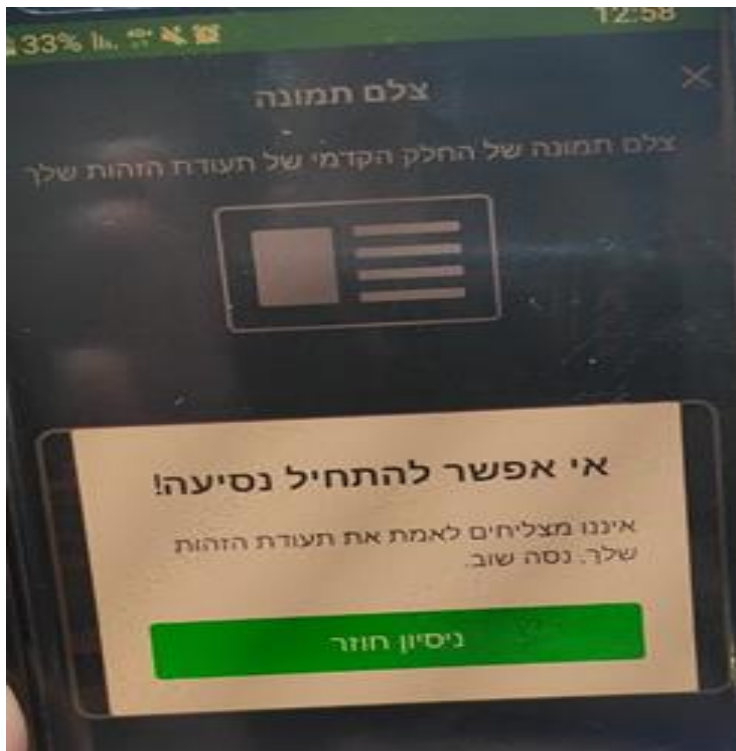 33%
12:58
צלם תמונה
צלם תמונה של החלק הקדמי של תעודת הזהות שלך
אי אפשר להתחיל נסיעה!
איננו מצליחים לאמת את תעודת הזהות
שלך. נסה שוב.
ניסיון חוזר